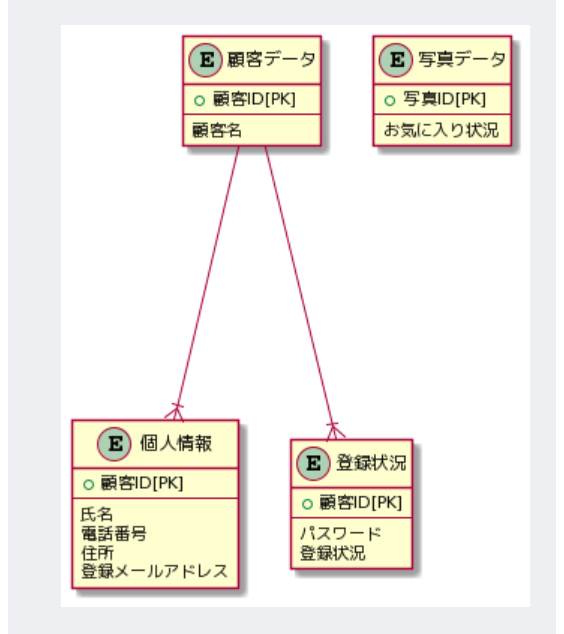 E 顧客データ
顧客ID[PK]
顧客名
E 写真データ
写真ID[PK]
お気に入り状況
E 個人情報
顧客ID[PK]
氏名
電話番号
住所
登録メールアドレス
E 登録状況
顧客ID[PK]
パスワード
登録状況